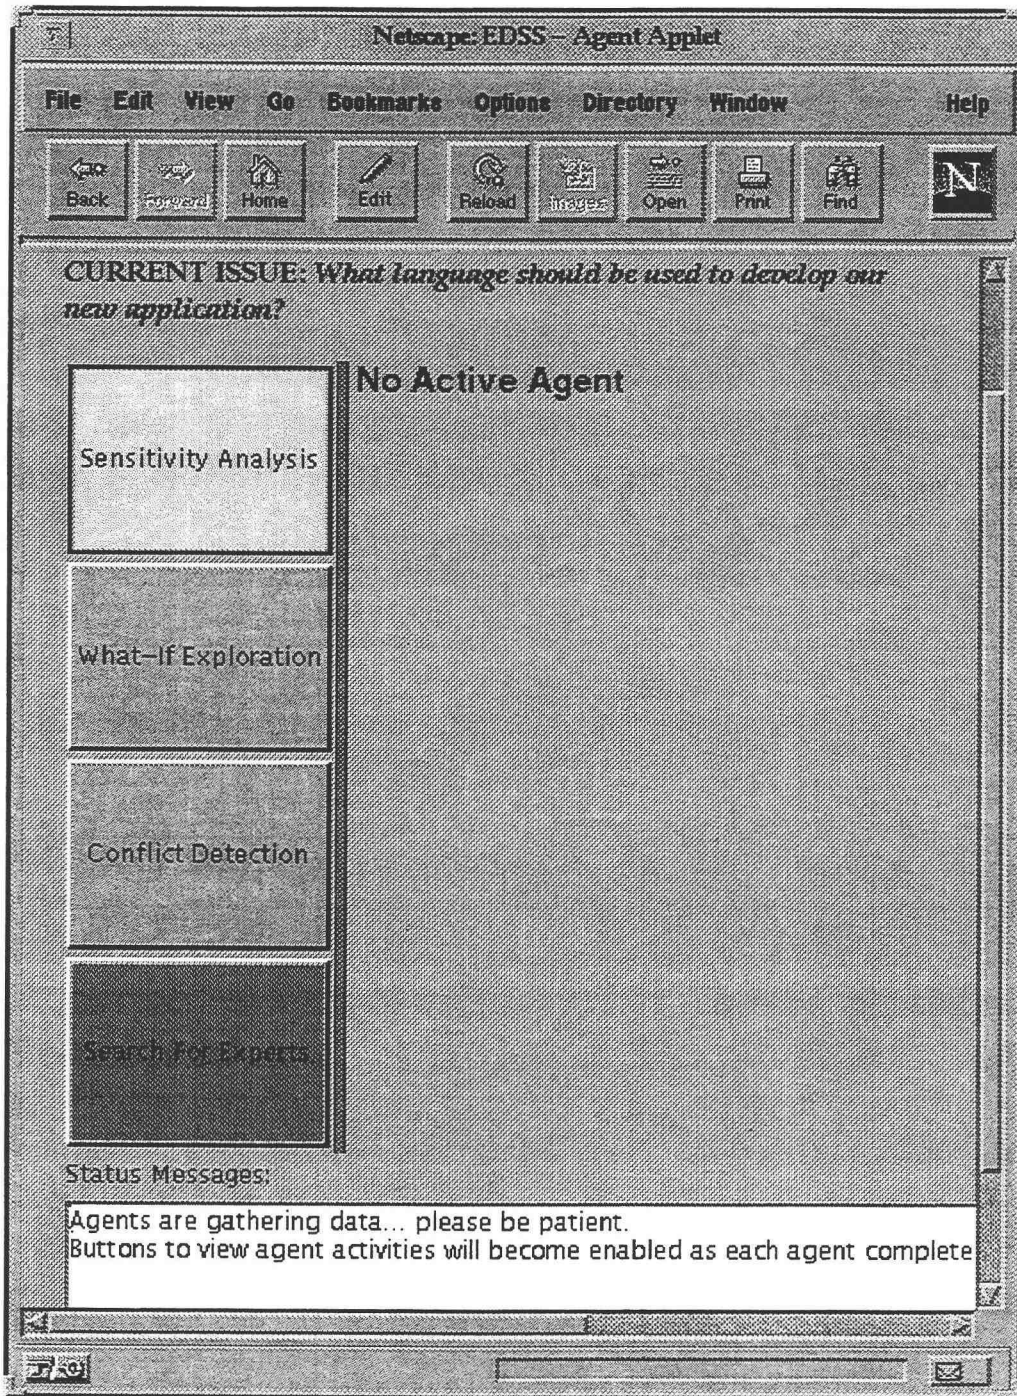 Netscape: EDSS – Agent Applet
File Edit View Go Bookmarks Options Directory Window Help
Back Forward Home Edit Reload Images Open Print Find N
CURRENT ISSUE: What language should be used to develop our
new application?
No Active Agent
Sensitivity Analysis
What–If Exploration
Conflict Detection
Search For Experts
Status Messages:
Agents are gathering data... please be patient.
Buttons to view agent activities will become enabled as each agent complete